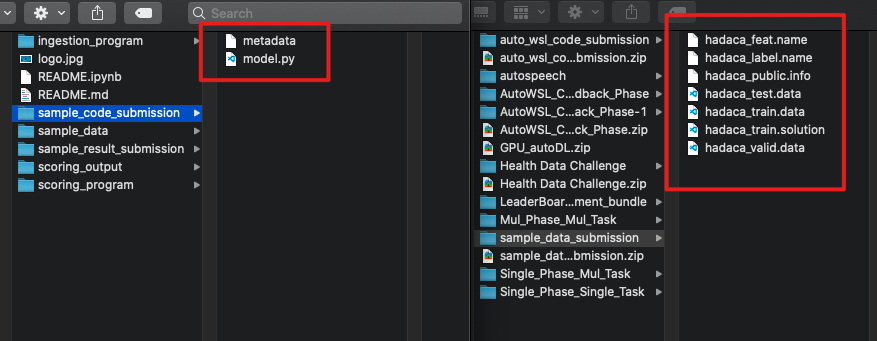 Search
ingestion_program
logo.jpg
README.ipynb
README.md
sample_code_submission
sample_data
sample_result_submission
scoring_output
scoring_program
metadata
model.py
auto_wsl_code_submission
auto_wsl_co...bmission.zip
autospeech
AutoWSL_C...dback_Phase
AutoWSL_C...ack_Phase-1
AutoWSL_C...ck_Phase.zip
GPU_autoDL.zip
Health Data Challenge
Health Data Challenge.zip
LeaderBoar...ment_bundle
Mul_Phase_Mul_Task
sample_data_submission
sample_dat...bmission.zip
Single_Phase_Mul_Task
Single_Phase_Single_Task
hadaca_feat.name
hadaca_label.name
hadaca_public.info
hadaca_test.data
hadaca_train.data
hadaca_train.solution
hadaca_valid.data